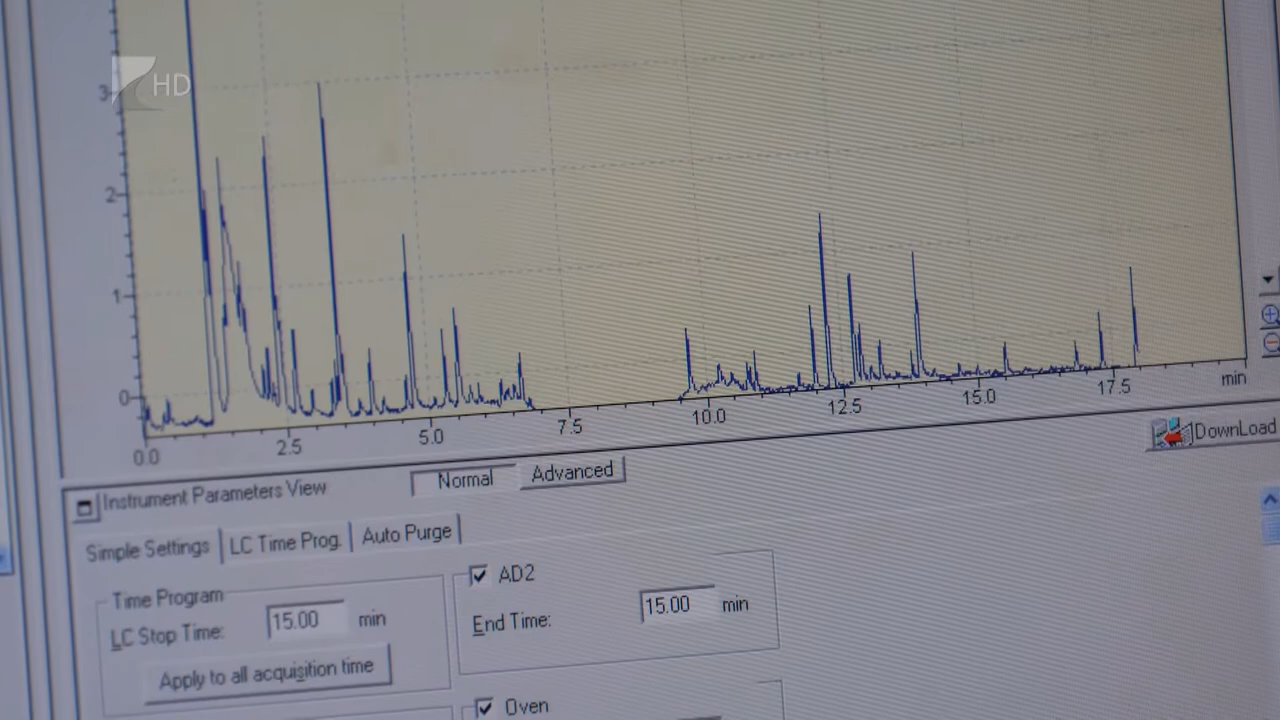 HD
3
2
1
0
0.0 2.5 5.0 7.5 10.0 12.5 15.0 17.5 min
DownLoad
Instrument Parameters View Normal Advanced
Simple Settings LC Time Prog. Auto Purge
Time Program
LC Stop Time: 15.00 min
Apply to all acquisition time
AD2
End Time: 15.00 min
Oven